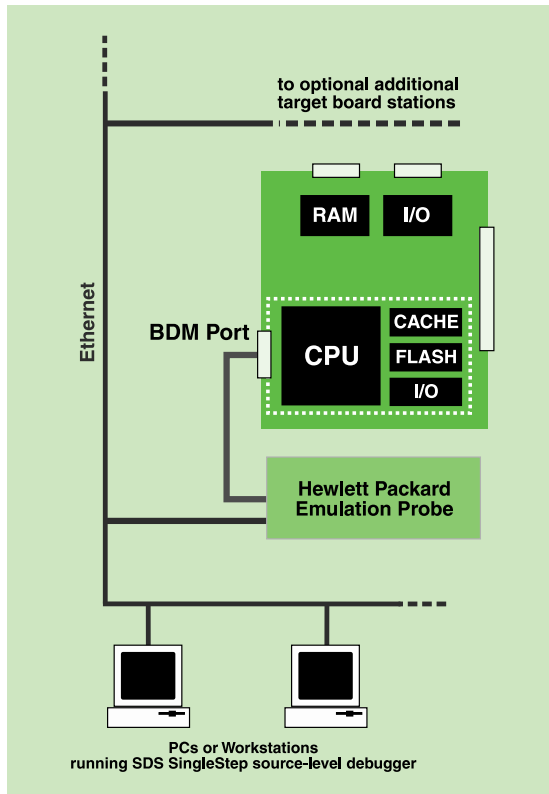 to optional additional
target board stations
RAM
I/O
Ethernet
BDM Port
CPU
CACHE
FLASH
I/O
Hewlett Packard
Emulation Probe
PCs or Workstations
running SDS SingleStep source-level debugger